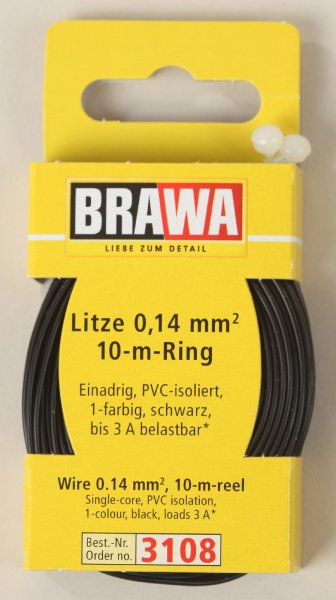 BRAWA
LIEBE ZUM DETAIL
Litze 0,14 mm²
10-m-Ring
Einadrig, PVC-isoliert,
1-farbig, schwarz,
bis 3 A belastbar*
Wire 0.14 mm², 10-m-reel
Single-core, PVC isolation,
1-colour, black, loads 3 A*
Best.-Nr.
Order no. 3108